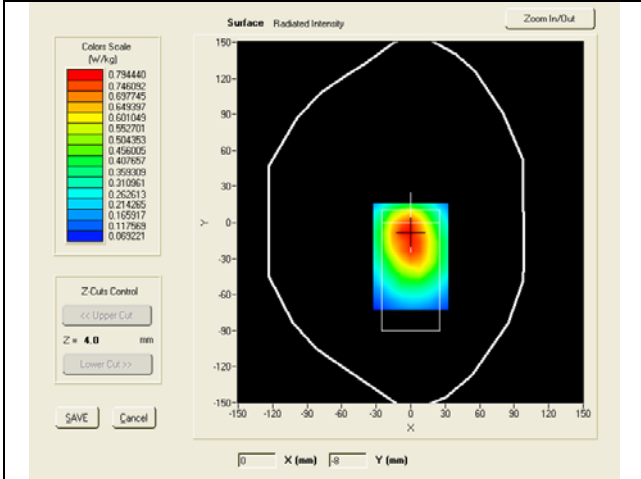 Surface Radiated Intensity
Zoom In/Out
Colors Scale
(W/kg)
0.794440
0.746092
0.697745
0.649397
0.601049
0.552701
0.504353
0.456005
0.407657
0.359309
0.310961
0.262613
0.214265
0.165917
0.117569
0.069221
Z-Cuts Control
<< Upper Cut
Z = 4.0 mm
Lower Cut >>
SAVE Cancel
150
120
90
60
30
0
-30
-60
-90
-120
-150
Y
-150 -120 -90 -60 -30 0 30 60 90 120 150
X
0 X (mm) -8 Y (mm)